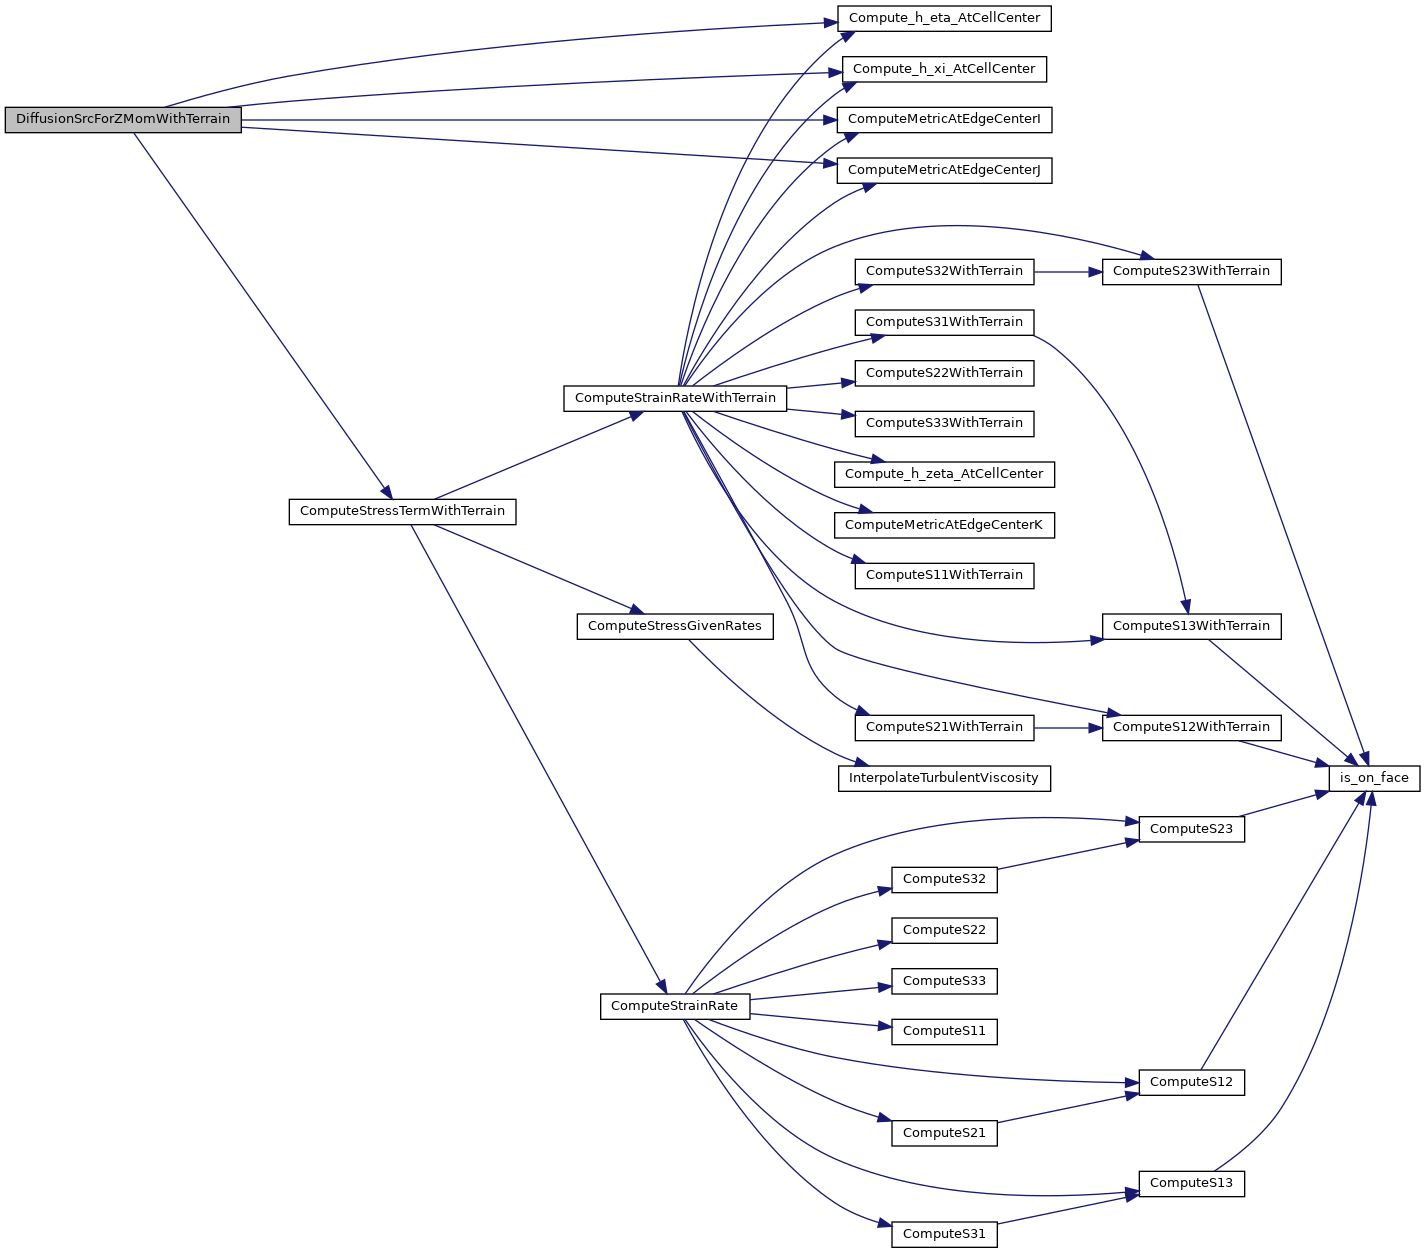 Compute_h_eta_AtCellCenter
Compute_h_xi_AtCellCenter
DiffusionSrcForZMomWithTerrain
ComputeMetricAtEdgeCenterI
ComputeMetricAtEdgeCenterJ
ComputeS32WithTerrain
ComputeS23WithTerrain
ComputeS31WithTerrain
ComputeS22WithTerrain
ComputeStrainRateWithTerrain
ComputeS33WithTerrain
Compute_h_zeta_AtCellCenter
ComputeStressTermWithTerrain
ComputeMetricAtEdgeCenterK
ComputeS11WithTerrain
ComputeStressGivenRates
ComputeS13WithTerrain
ComputeS21WithTerrain
ComputeS12WithTerrain
InterpolateTurbulentViscosity
is_on_face
ComputeS23
ComputeS32
ComputeS22
ComputeS33
ComputeStrainRate
ComputeS11
ComputeS12
ComputeS21
ComputeS13
ComputeS31